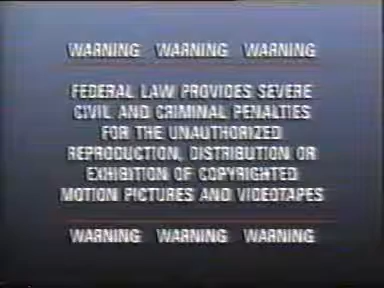 WARNING WARNING WARNING
FEDERAL LAW PROVIDES SEVERE
CIVIL AND CRIMINAL PENALTIES
FOR THE UNAUTHORIZED
REPRODUCTION, DISTRIBUTION OR
EXHIBITION OF COPYRIGHTED
MOTION PICTURES AND VIDEOTAPES
WARNING WARNING WARNING